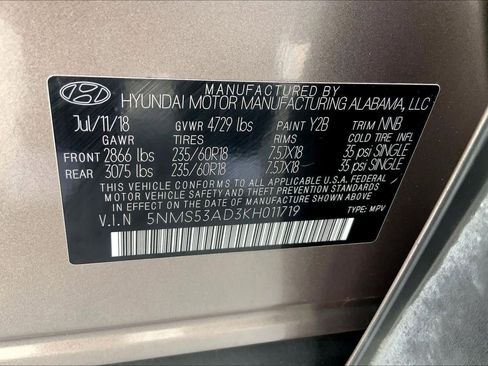 MANUFACTURED BY
HYUNDAI MOTOR MANUFACTURING ALABAMA, LLC
Jul/11/18 GVWR 4729 lbs PAINT Y2B TRIM NNB
GAWR TIRES RIMS COLD TIRE INFL
FRONT 2866 lbs 235/60R18 7.5JX18 35 psi SINGLE
REAR 3075 lbs 235/60R18 7.5JX18 35 psi SINGLE
THIS VEHICLE CONFORMS TO ALL APPLICABLE U.S.A. FEDERAL
MOTOR VEHICLE SAFETY AND THEFT PREVENTION STANDARDS
IN EFFECT ON THE DATE OF MANUFACTURE SHOWN ABOVE.
V.I.N 5NMS53AD3KH011719 TYPE: MPV